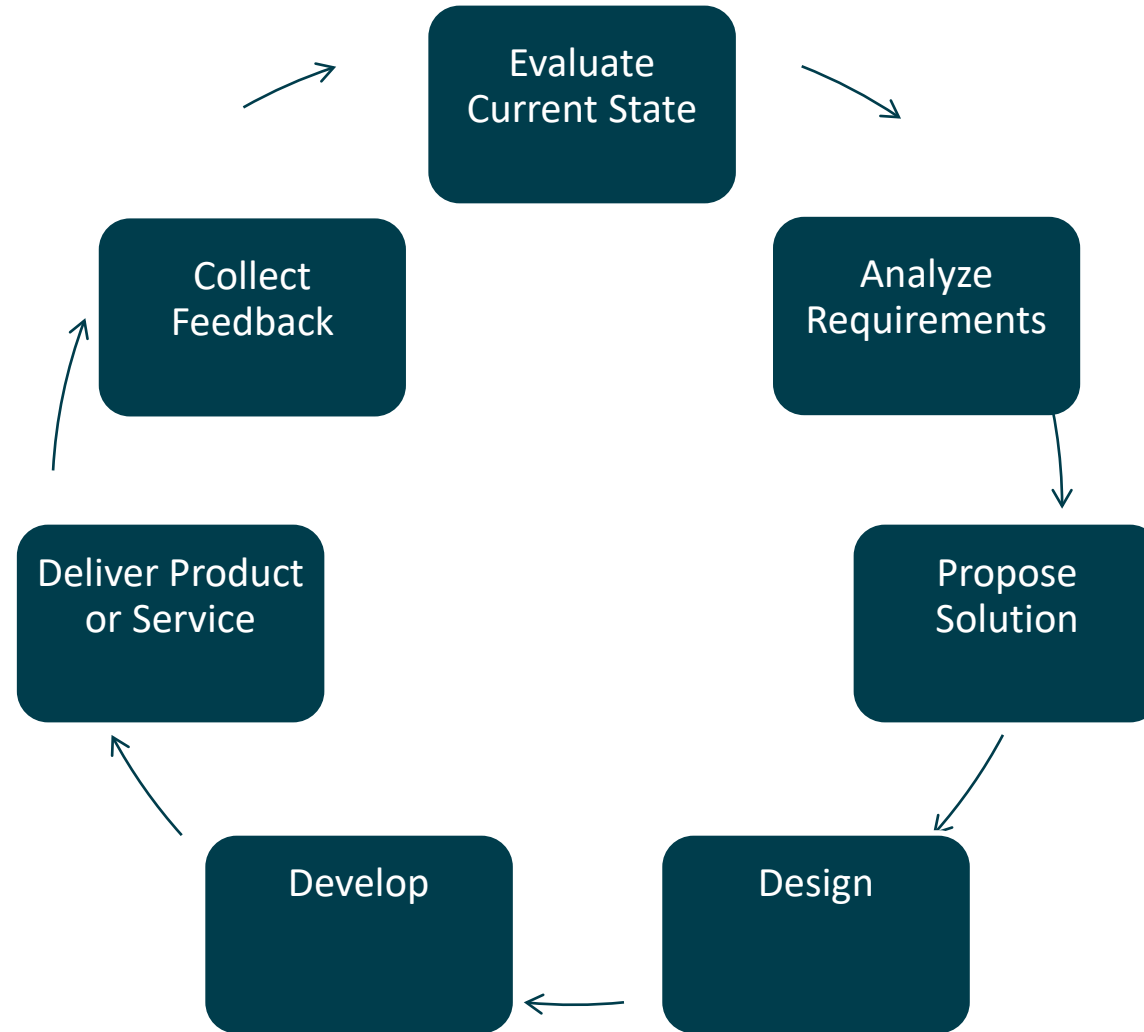 Evaluate
Current State
Analyze
Requirements
Propose
Solution
Design
Develop
Deliver Product
or Service
Collect
Feedback